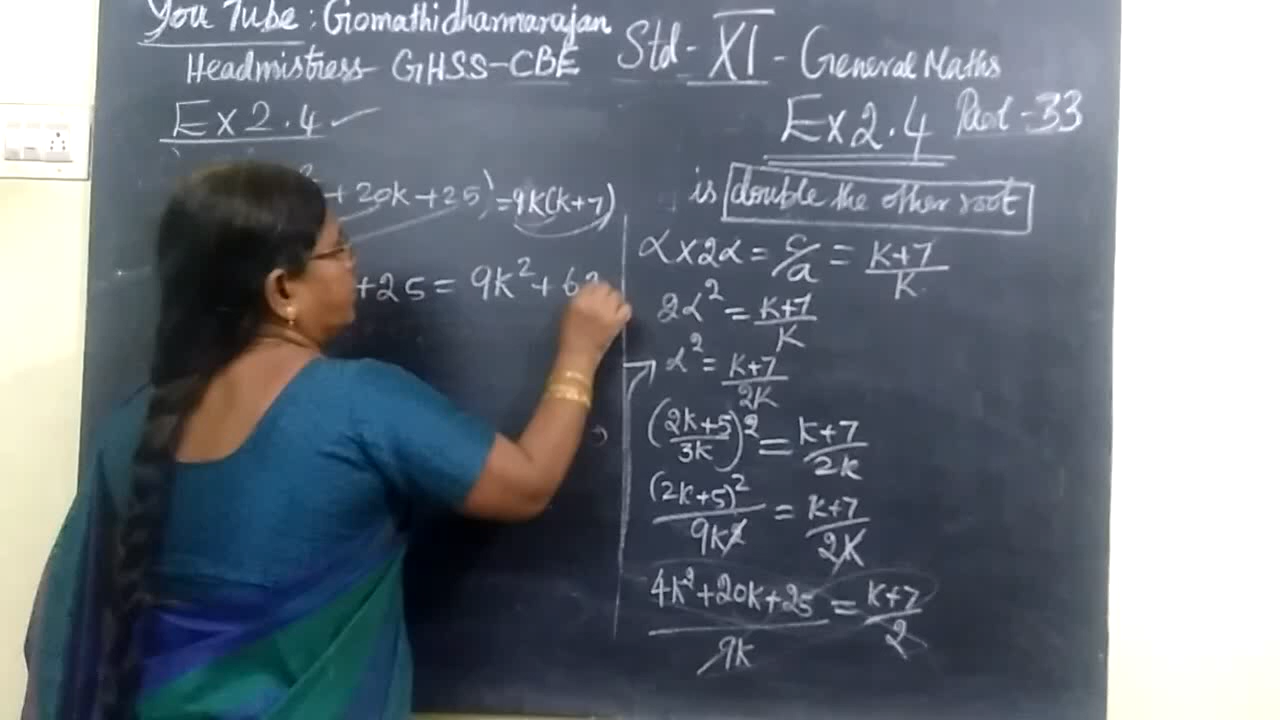 You Tube: Gomathidharmarajan
Headmistress GHSS-CBE
Std - XI - General Maths
Ex 2.4
Ex 2.4 Part - 33
+ 20k + 25) = 9k(k+7)
+ 25 = 9k² + 63
is double the other root
α x 2α = c/a = k+7/k
2α² = k+7/k
α² = k+7/2k
(2k+5/3k)² = k+7/2k
(2k+5)²/9k² = k+7/2k
4k² + 20k + 25/9k = k+7/2